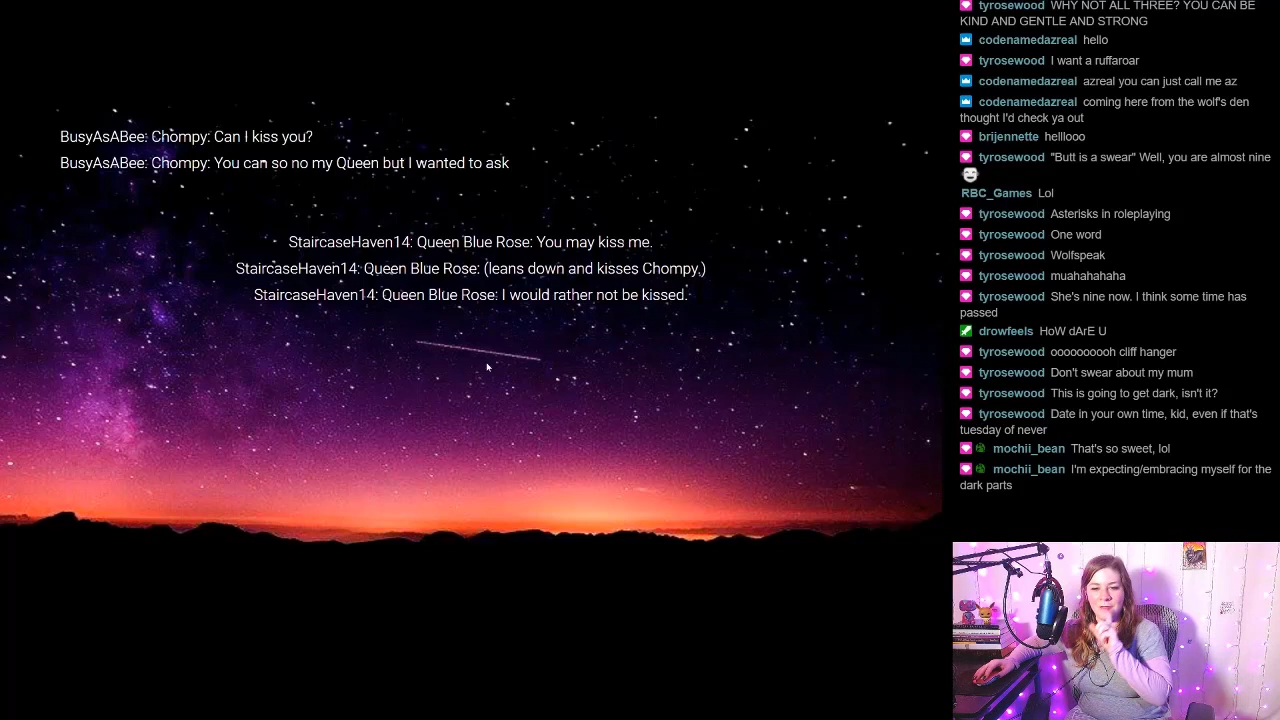 BusyAsABee: Chompy: Can I kiss you?
BusyAsABee: Chompy: You can so no my Queen but I wanted to ask
StaircaseHaven14: Queen Blue Rose: You may kiss me.
StaircaseHaven14: Queen Blue Rose: (leans down and kisses Chompy.)
StaircaseHaven14: Queen Blue Rose: I would rather not be kissed.
tyrosewood WHY NOT ALL THREE? YOU CAN BE
KIND AND GENTLE AND STRONG
codenamedazreal hello
tyrosewood I want a ruffaroar
codenamedazreal azreal you can just call me az
codenamedazreal coming here from the wolf's den
thought I'd check ya out
brijennette helllooo
tyrosewood "Butt is a swear" Well, you are almost nine
RBC_Games Lol
tyrosewood Asterisks in roleplaying
tyrosewood One word
tyrosewood Wolfspeak
tyrosewood muahahahaha
tyrosewood She's nine now. I think some time has
passed
drowfeels HoW dArE U
tyrosewood ooooooooh cliff hanger
tyrosewood Don't swear about my mum
tyrosewood This is going to get dark, isn't it?
tyrosewood Date in your own time, kid, even if that's
tuesday of never
mochii_bean That's so sweet, lol
mochii_bean I'm expecting/embracing myself for the
dark parts